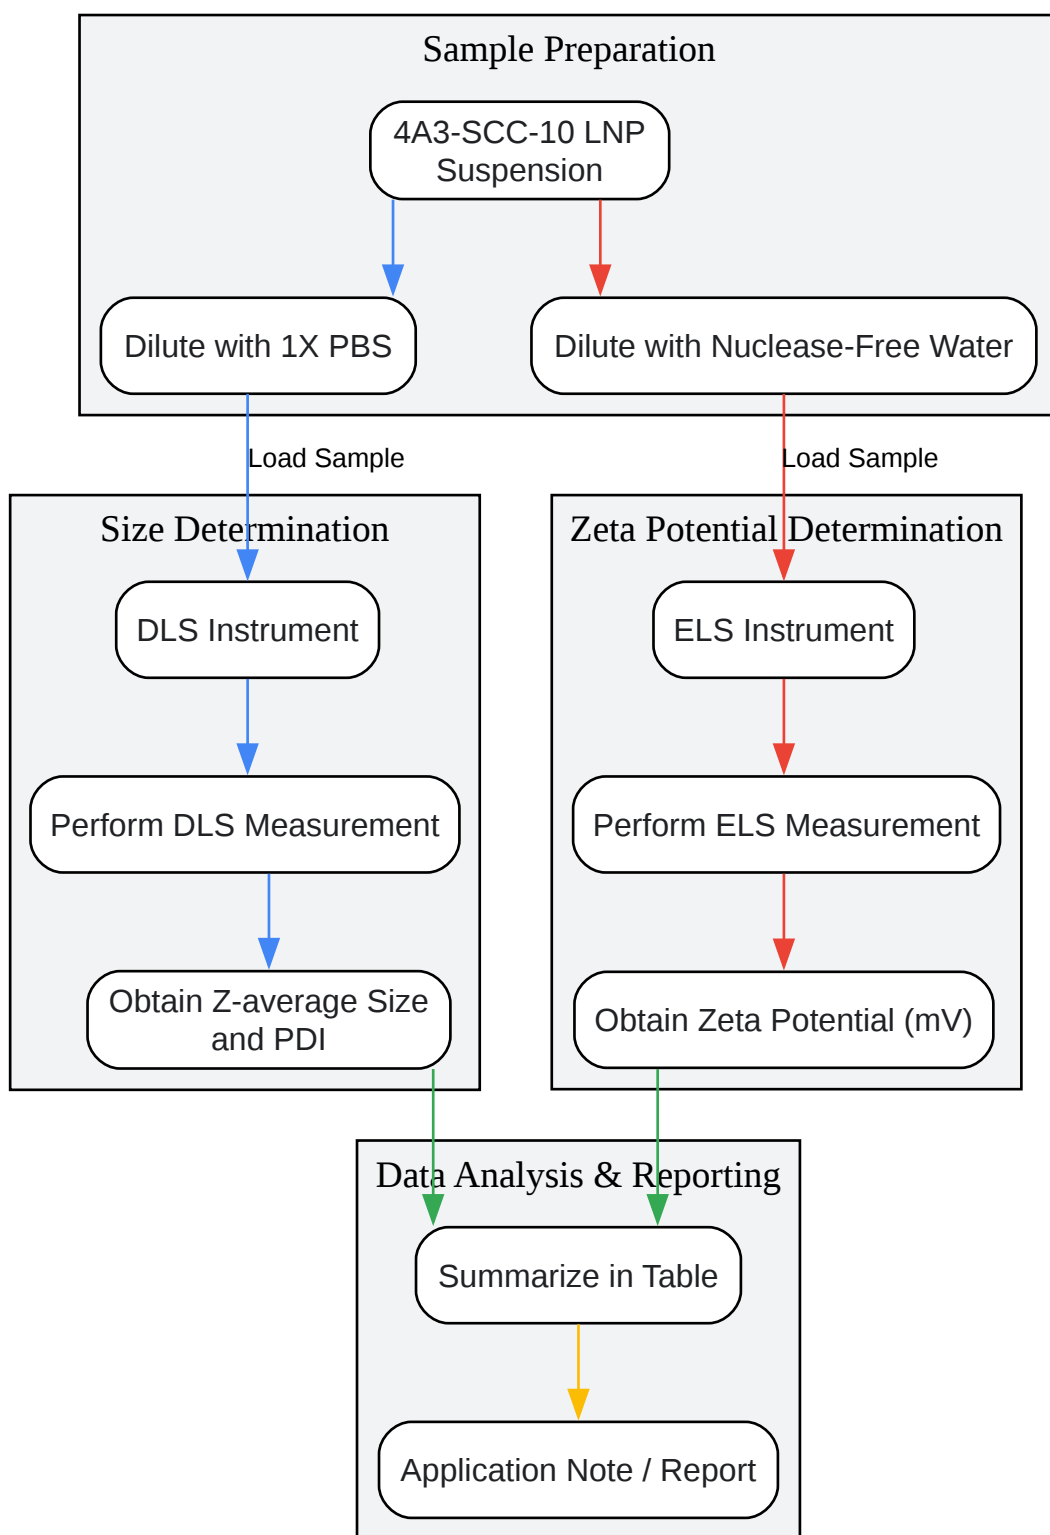 Sample Preparation
4A3-SCC-10 LNP
Suspension
Dilute with 1X PBS
Dilute with Nuclease-Free Water
Load Sample
Load Sample
Size Determination
Zeta Potential Determination
DLS Instrument
ELS Instrument
Perform DLS Measurement
Perform ELS Measurement
Obtain Z-average Size
and PDI
Obtain Zeta Potential (mV)
Data Analysis & Reporting
Summarize in Table
Application Note / Report